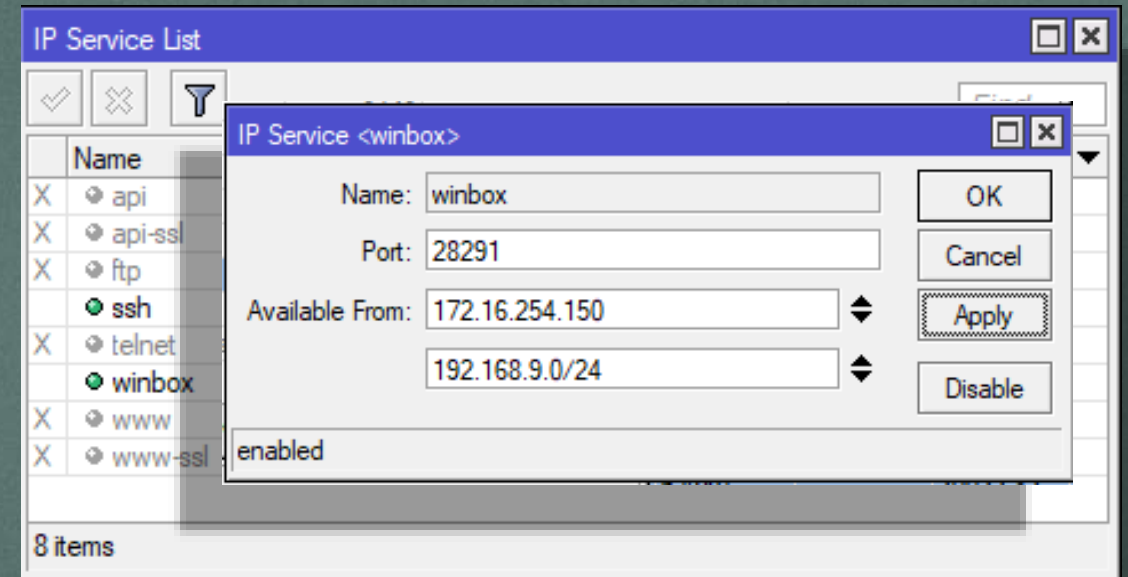 IP Service List
IP Service <winbox>
Name
X api
X api-ssl
X ftp
ssh
X telnet
winbox
X www
X www-ssl
8 items
Name: winbox
Port: 28291
Available From: 172.16.254.150
192.168.9.0/24
enabled
OK
Cancel
Apply
Disable